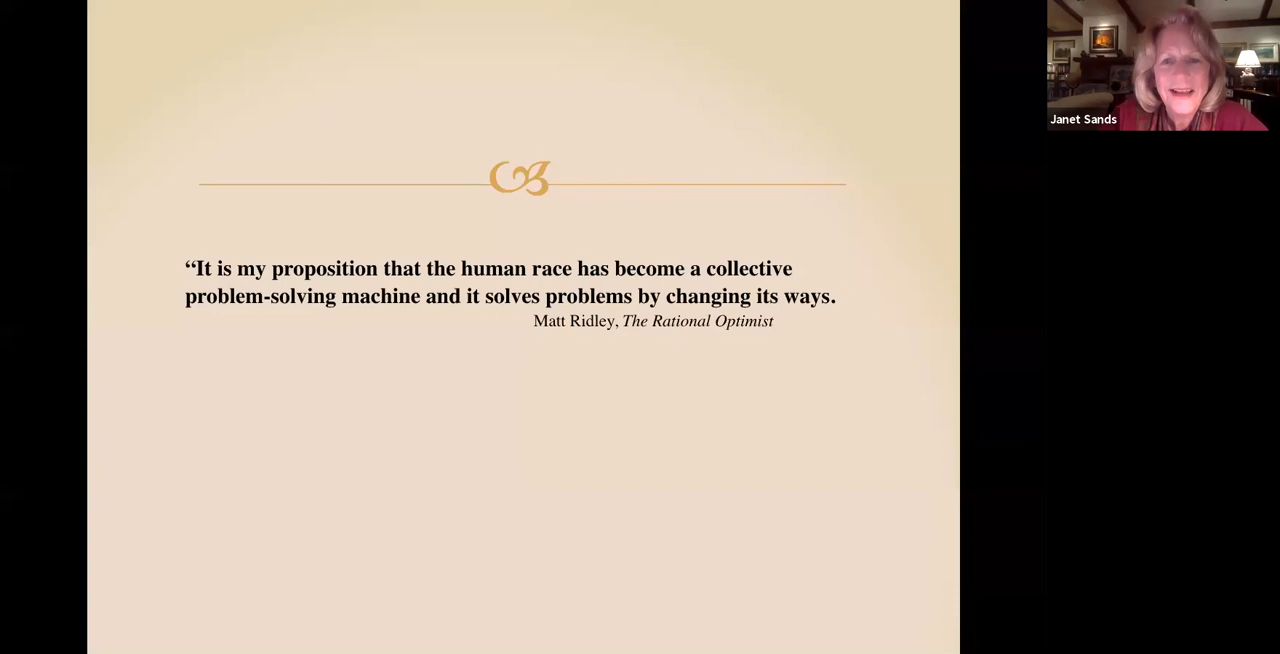 “It is my proposition that the human race has become a collective
problem-solving machine and it solves problems by changing its ways.
Matt Ridley, The Rational Optimist
Janet Sands